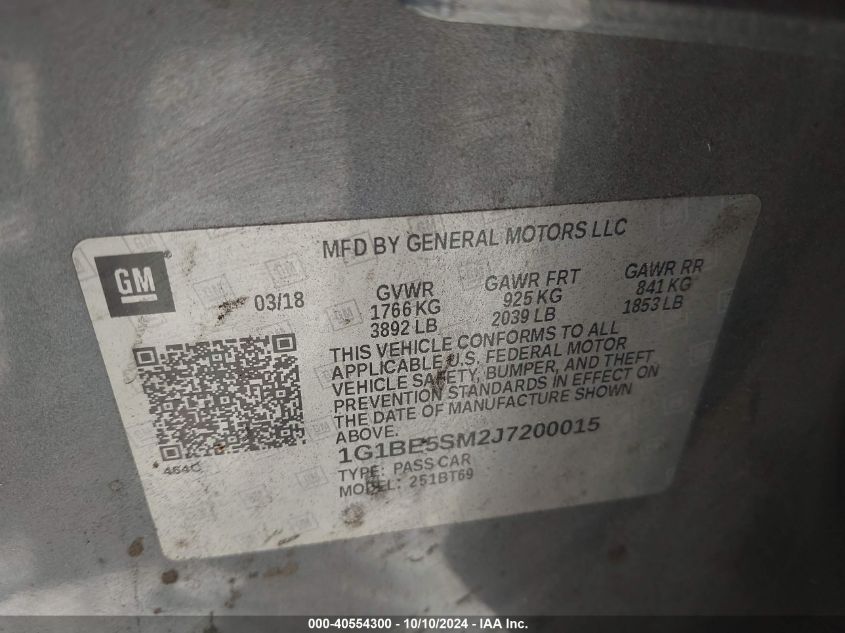 MFD BY GENERAL MOTORS LLC
GM
03/18
GVWR
1766 KG
3892 LB
GAWR FRT
925 KG
2039 LB
GAWR RR
841 KG
1853 LB
THIS VEHICLE CONFORMS TO ALL
APPLICABLE U.S. FEDERAL MOTOR
VEHICLE SAFETY, BUMPER, AND THEFT
PREVENTION STANDARDS IN EFFECT ON
THE DATE OF MANUFACTURE SHOWN
ABOVE.
464C
1G1BE5SM2J7200015
TYPE: PASS CAR
MODEL: 251BT69
000-40554300 - 10/10/2024 - IAA Inc.